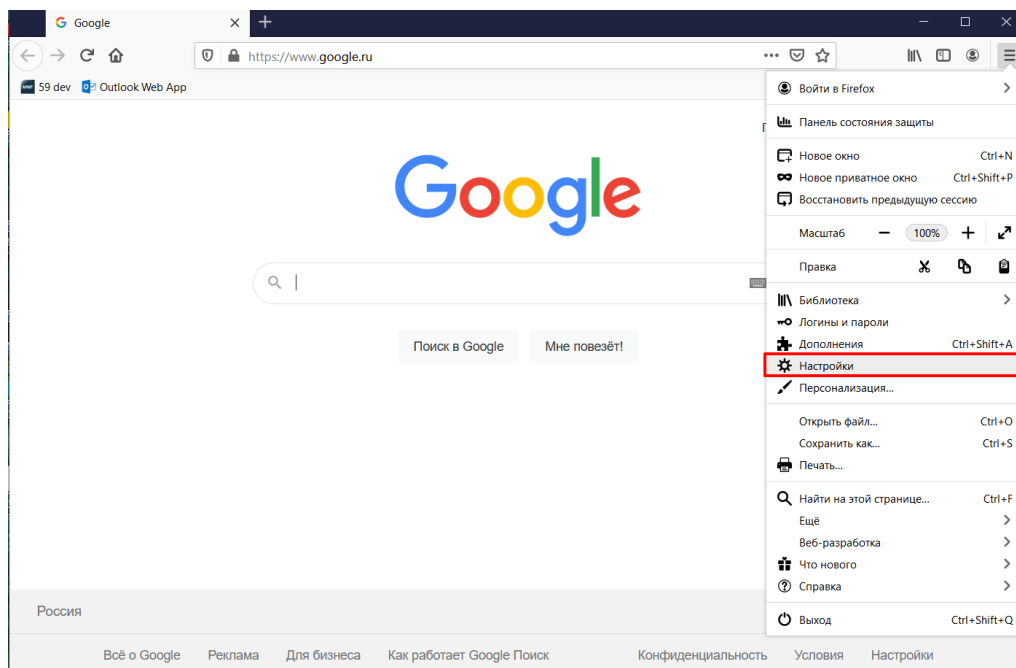 Google
https://www.google.ru
59 dev Outlook Web App
Google
Поиск в Google Мне повезёт!
Россия
Всё о Google Реклама Для бизнеса Как работает Google Поиск Конфиденциальность Условия Настройки
Войти в Firefox
Панель состояния защиты
Новое окно Ctrl+N
Новое приватное окно Ctrl+Shift+P
Восстановить предыдущую сессию
Масштаб 100%
Правка
Библиотека
Логины и пароли
Дополнения Ctrl+Shift+A
Настройки
Персонализация...
Открыть файл... Ctrl+O
Сохранить как... Ctrl+S
Печать...
Найти на этой странице... Ctrl+F
Ещё
Веб-разработка
Что нового
Справка
Выход Ctrl+Shift+Q